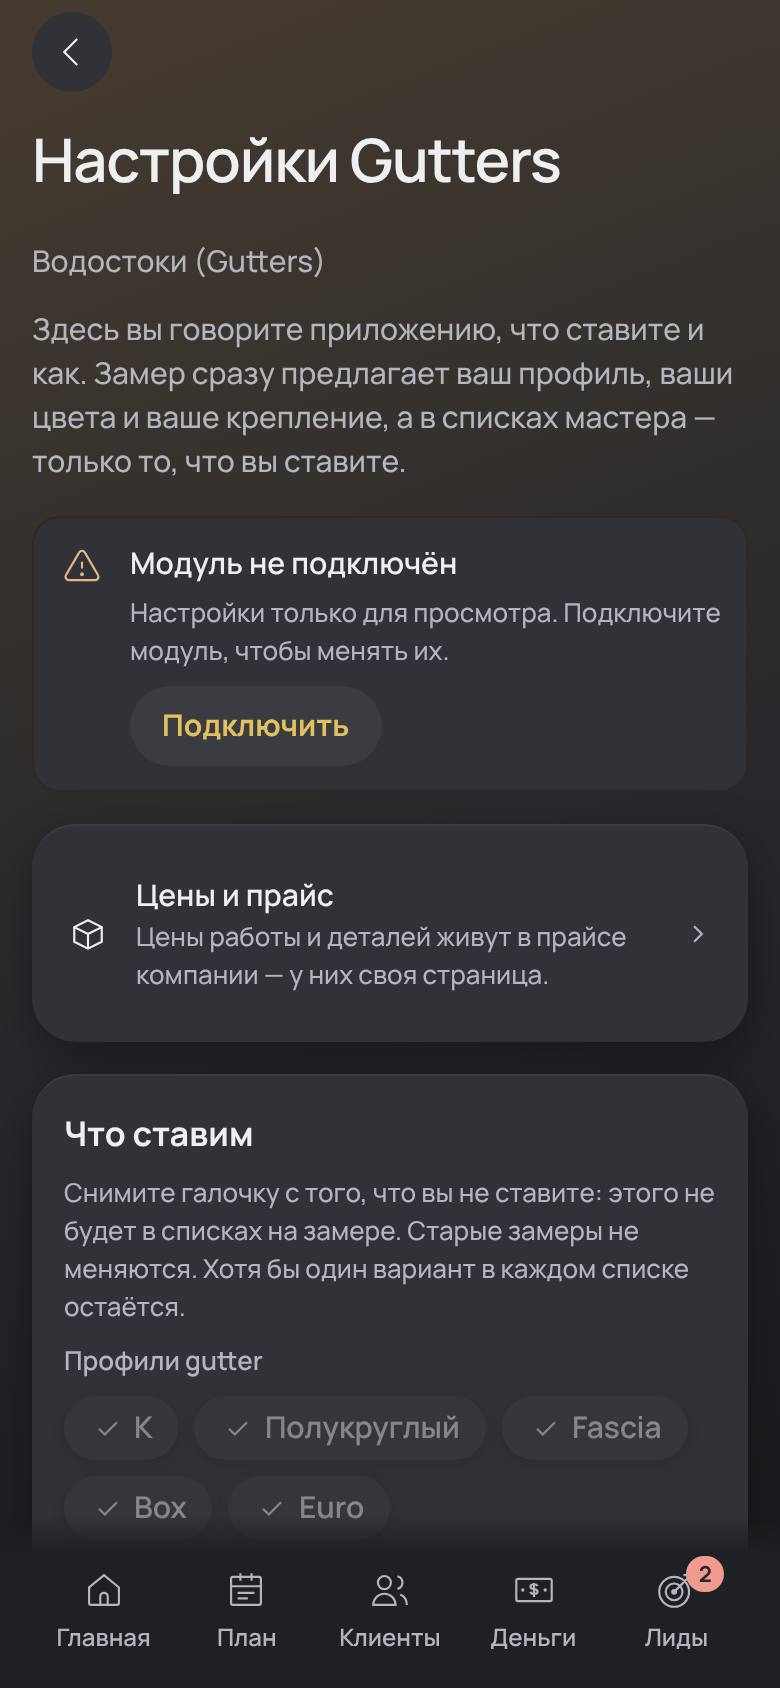 Настройки Gutters
Водостоки (Gutters)
Здесь вы говорите приложению, что ставите и
как. Замер сразу предлагает ваш профиль, ваши
цвета и ваше крепление, а в списках мастера —
только то, что вы ставите.
Модуль не подключён
Настройки только для просмотра. Подключите
модуль, чтобы менять их.
Подключить
Цены и прайс
Цены работы и деталей живут в прайсе
компании — у них своя страница.
Что ставим
Снимите галочку с того, что вы не ставите: этого не
будет в списках на замере. Старые замеры не
меняются. Хотя бы один вариант в каждом списке
остаётся.
Профили gutter
K Полукруглый Fascia
Box Euro
2
Главная План Клиенты Деньги Лиды